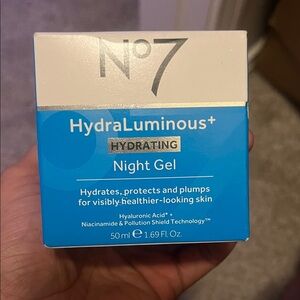 No7
HydraLuminous+
HYDRATING
Night Gel
Hydrates, protects and plumps
for visibly healthier-looking skin
Hyaluronic Acid* +
Niacinamide & Pollution Shield Technology™
50 ml ℮ 1.69 Fl. Oz.